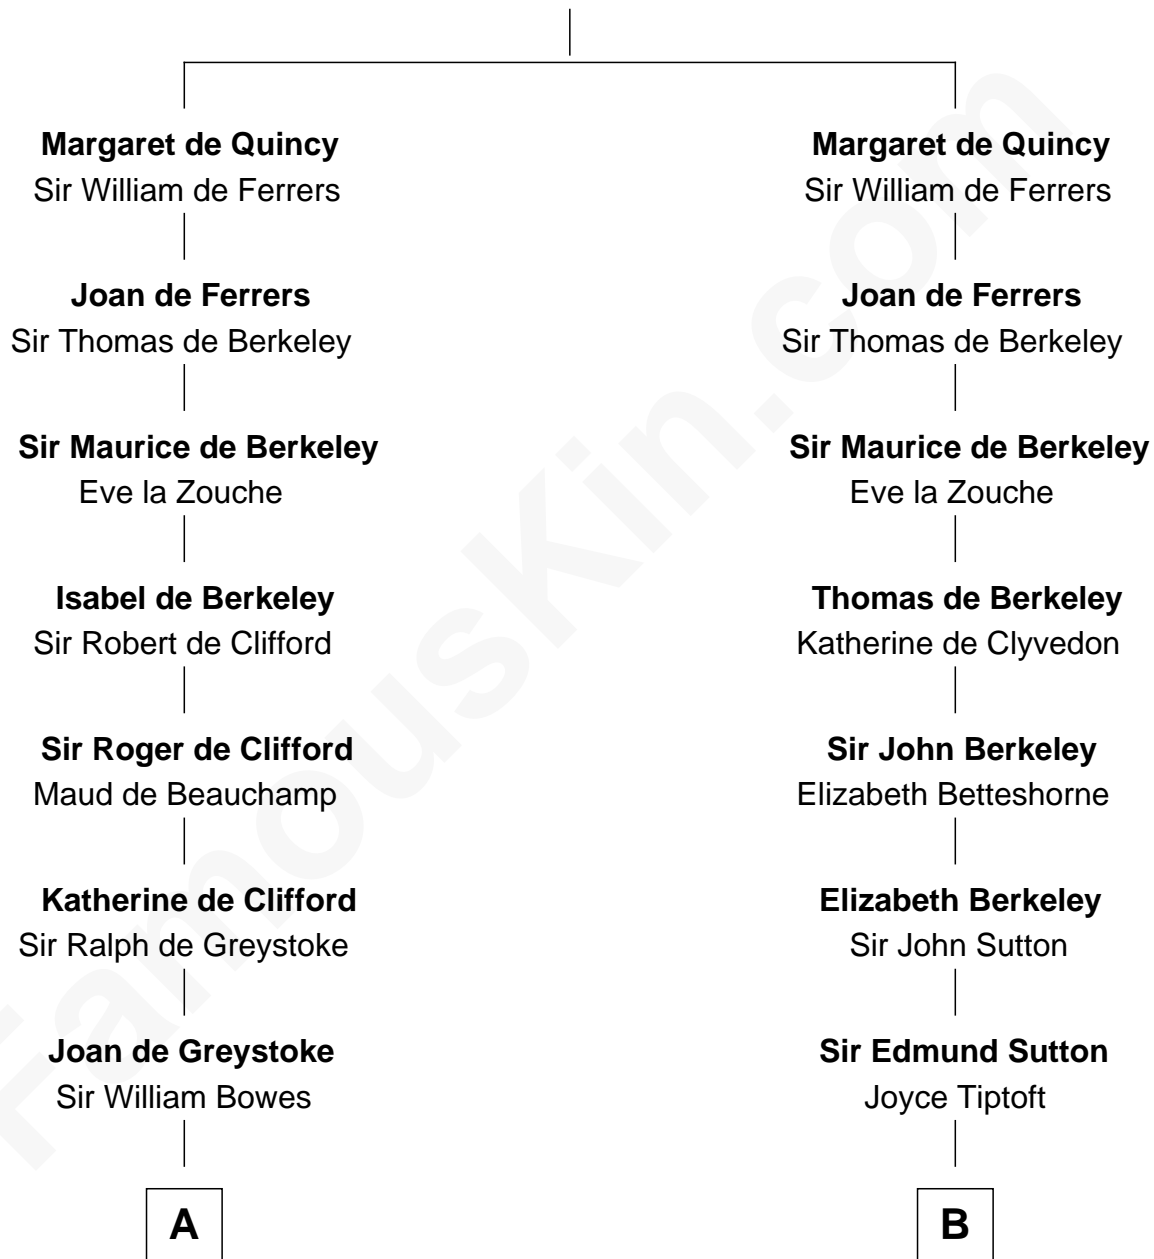 Margaret de Quincy
Sir William de Ferrers
Joan de Ferrers
Sir Thomas de Berkeley
Sir Maurice de Berkeley
Eve la Zouche
Isabel de Berkeley
Sir Robert de Clifford
Sir Roger de Clifford
Maud de Beauchamp
Katherine de Clifford
Sir Ralph de Greystoke
Joan de Greystoke
Sir William Bowes
A
Margaret de Quincy
Sir William de Ferrers
Joan de Ferrers
Sir Thomas de Berkeley
Sir Maurice de Berkeley
Eve la Zouche
Thomas de Berkeley
Katherine de Clyvedon
Sir John Berkeley
Elizabeth Betteshorne
Elizabeth Berkeley
Sir John Sutton
Sir Edmund Sutton
Joyce Tiptoft
B
FamousKin.com